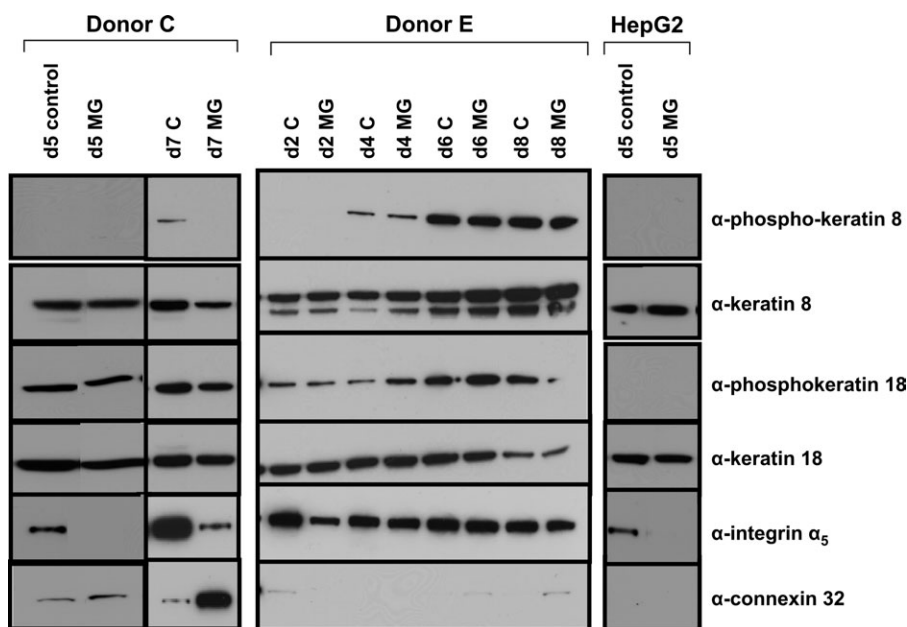 Donor C Donor E HepG2
d5 control d5 MG d7 C d7 MG d2 C d2 MG d4 C d4 MG d6 C d6 MG d8 C d8 MG d5 control d5 MG
α-phospho-keratin 8
α-keratin 8
α-phosphokeratin 18
α-keratin 18
α-integrin α₅
α-connexin 32